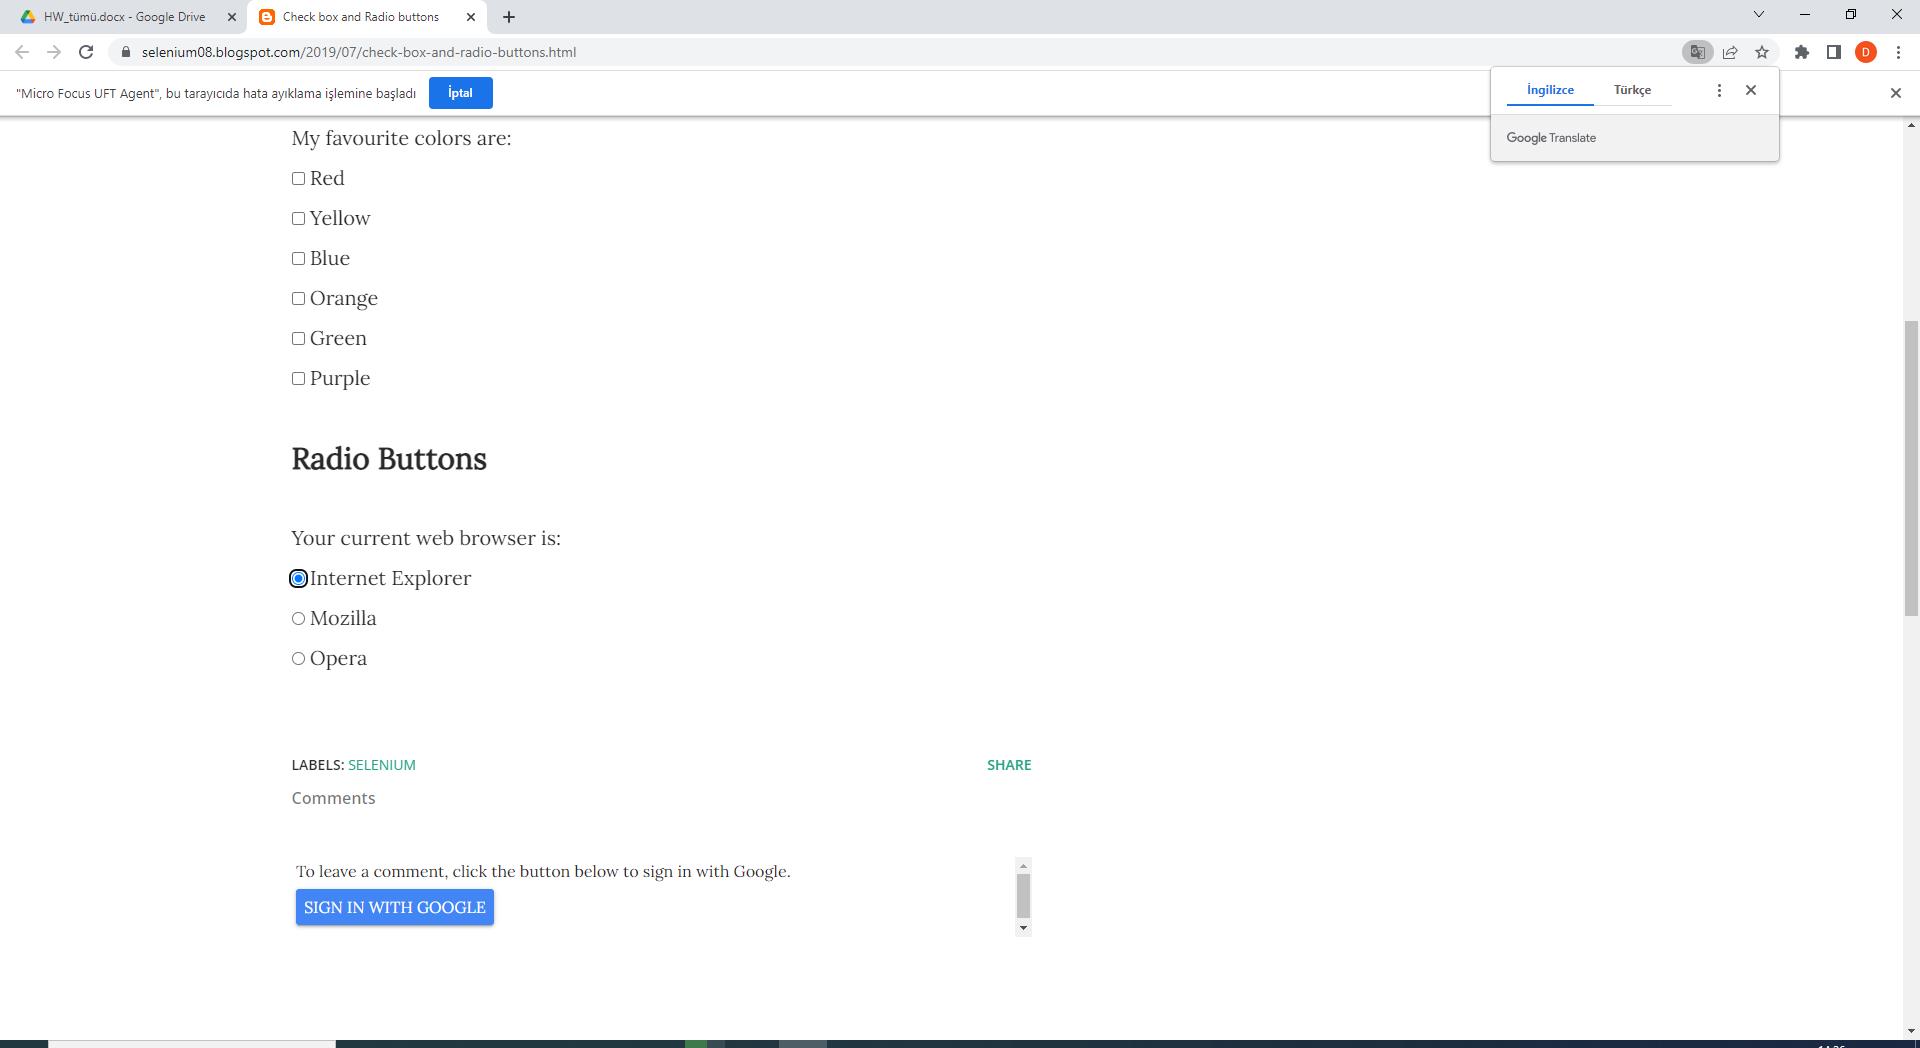 HW_tümü.docx - Google Drive
Check box and Radio buttons
selenium08.blogspot.com/2019/07/check-box-and-radio-buttons.html
D
"Micro Focus UFT Agent", bu tarayıcıda hata ayıklama işlemine başladı
İptal
İngilizce
Türkçe
Google Translate
My favourite colors are:
Red
Yellow
Blue
Orange
Green
Purple
Radio Buttons
Your current web browser is:
Internet Explorer
Mozilla
Opera
LABELS: SELENIUM
SHARE
Comments
To leave a comment, click the button below to sign in with Google.
SIGN IN WITH GOOGLE